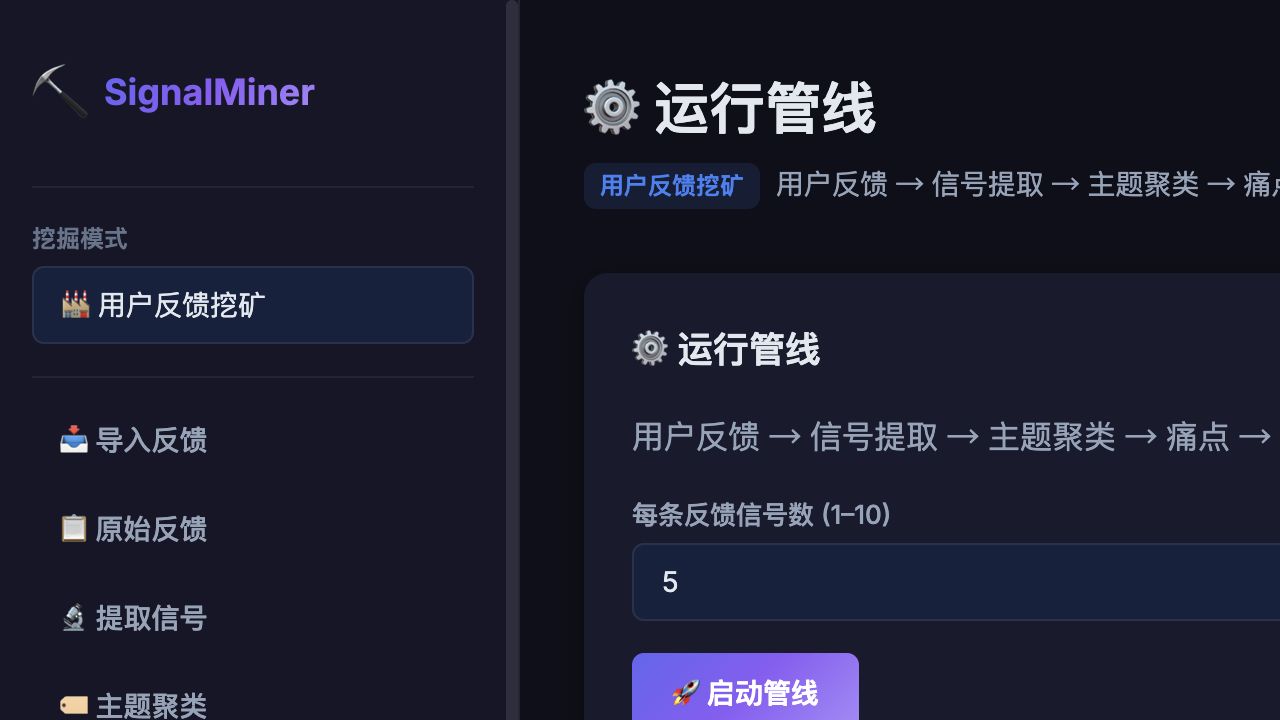 SignalMiner
挖掘模式
用户反馈挖矿
导入反馈
原始反馈
提取信号
主题聚类
运行管线
用户反馈挖矿 用户反馈 → 信号提取 → 主题聚类 →
运行管线
用户反馈 → 信号提取 → 主题聚类 → 痛点 →
每条反馈信号数 (1–10)
5
启动管线